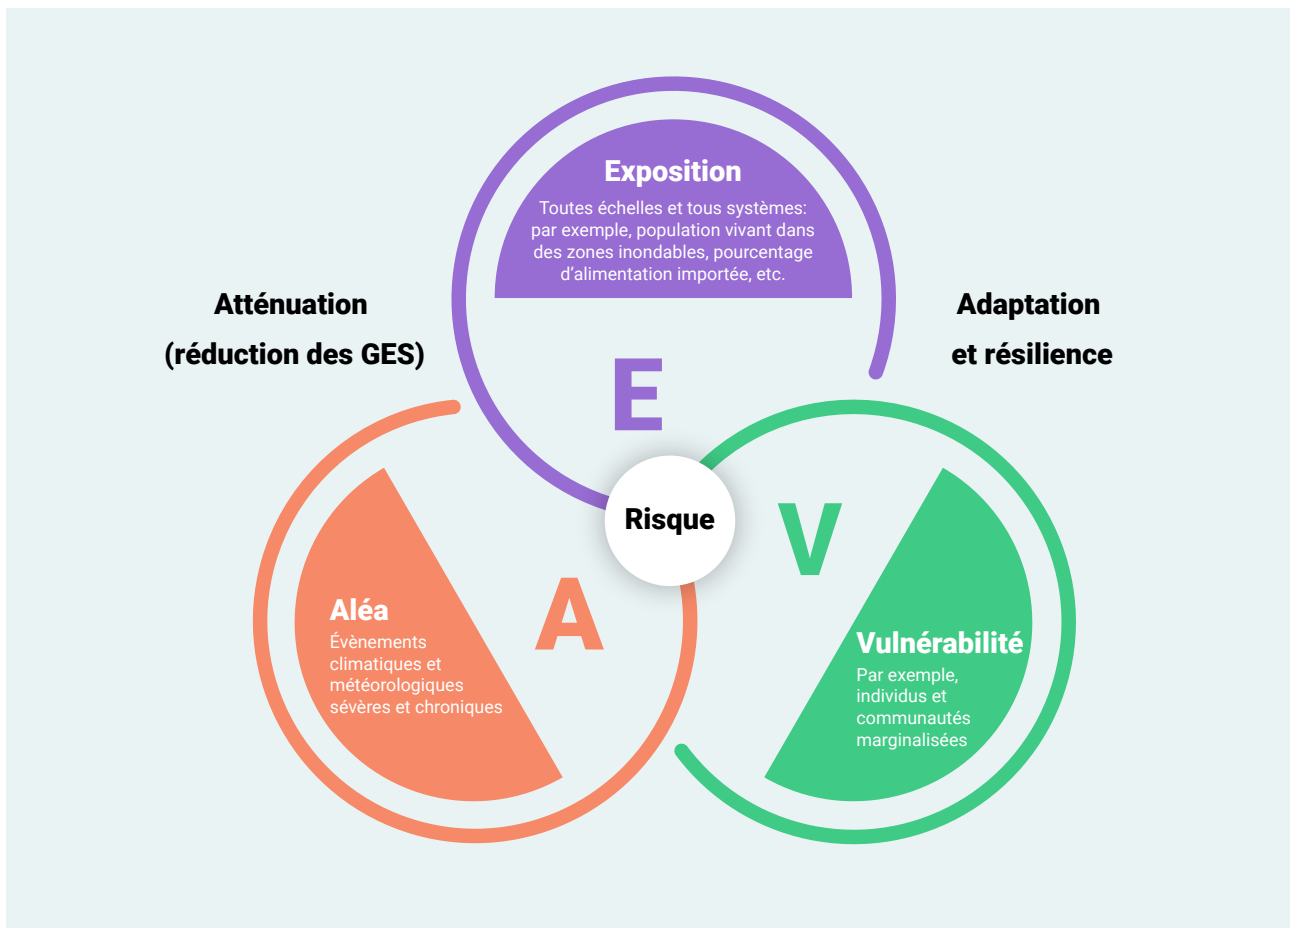 Exposition
Toutes échelles et tous systèmes:
par exemple, population vivant dans
des zones inondables, pourcentage
d'alimentation importée, etc.
Atténuation
(réduction des GES)
Adaptation
et résilience
E
Risque
V
A
Aléa
Évènements
climatiques et
météorologiques
sévères et chroniques
Vulnérabilité
Par exemple,
individus et
communautés
marginalisées